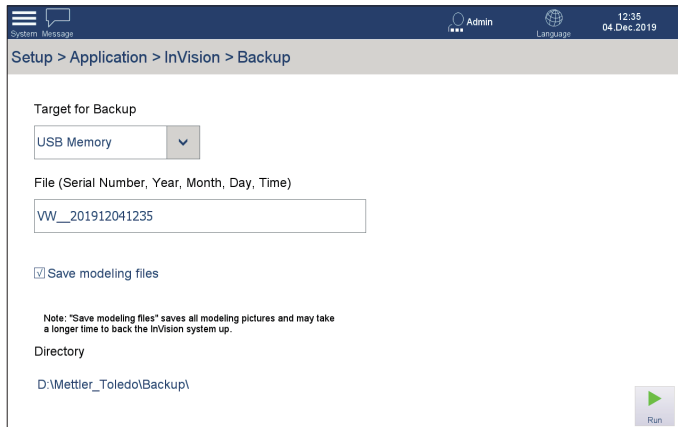 System Message
Admin
Language
12:35
04.Dec.2019
Setup > Application > InVision > Backup
Target for Backup
USB Memory
File (Serial Number, Year, Month, Day, Time)
VW__201912041235
Save modeling files
Note: "Save modeling files" saves all modeling pictures and may take
a longer time to back the InVision system up.
Directory
D:\Mettler_Toledo\Backup\
Run